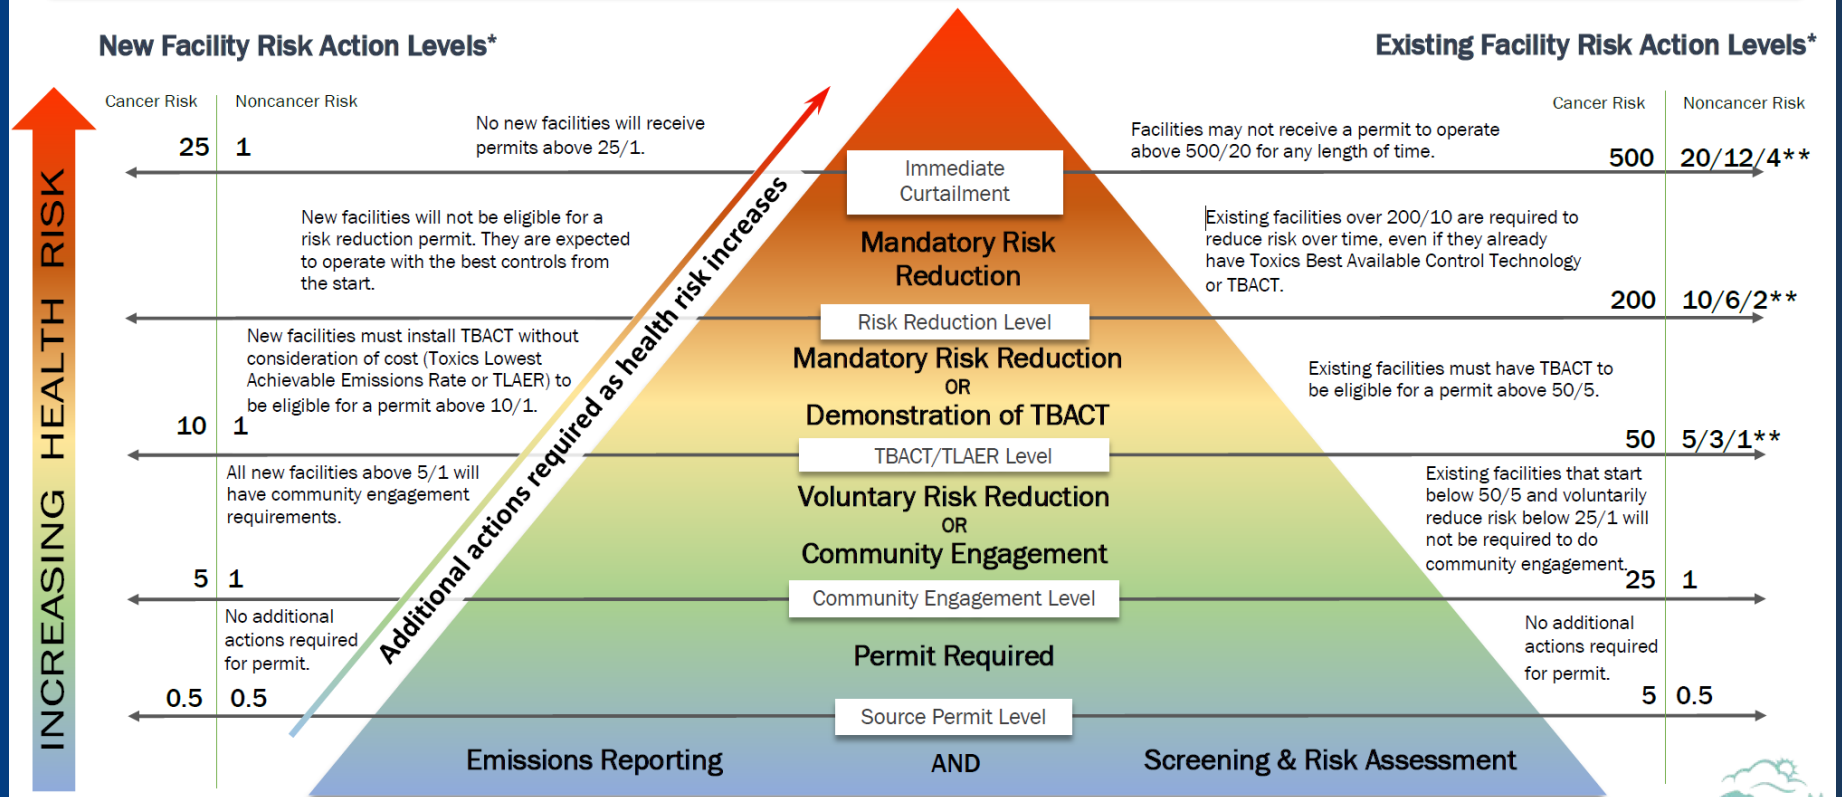 New Facility Risk Action Levels*
Existing Facility Risk Action Levels*
INCREASING HEALTH RISK
Cancer Risk
Noncancer Risk
25
1
No new facilities will receive
permits above 25/1.
New facilities will not be eligible for a
risk reduction permit. They are expected
to operate with the best controls from
the start.
New facilities must install TBACT without
consideration of cost (Toxics Lowest
Achievable Emissions Rate or TLAER) to
be eligible for a permit above 10/1.
10
1
All new facilities above 5/1 will
have community engagement
requirements.
5
1
No additional
actions required
for permit.
0.5
0.5
Additional actions required as health risk increases
Immediate
Curtailment
Mandatory Risk
Reduction
Risk Reduction Level
Mandatory Risk Reduction
OR
Demonstration of TBACT
TBACT/TLAER Level
Voluntary Risk Reduction
OR
Community Engagement
Community Engagement Level
Permit Required
Source Permit Level
Emissions Reporting
AND
Screening & Risk Assessment
Cancer Risk
Noncancer Risk
Facilities may not receive a permit to operate
above 500/20 for any length of time.
500
20/12/4**
Existing facilities over 200/10 are required to
reduce risk over time, even if they already
have Toxics Best Available Control Technology
or TBACT.
200
10/6/2**
Existing facilities must have TBACT to
be eligible for a permit above 50/5.
50
5/3/1**
Existing facilities that start
below 50/5 and voluntarily
reduce risk below 25/1 will
not be required to do
community engagement.
25
1
No additional
actions required
for permit.
5
0.5